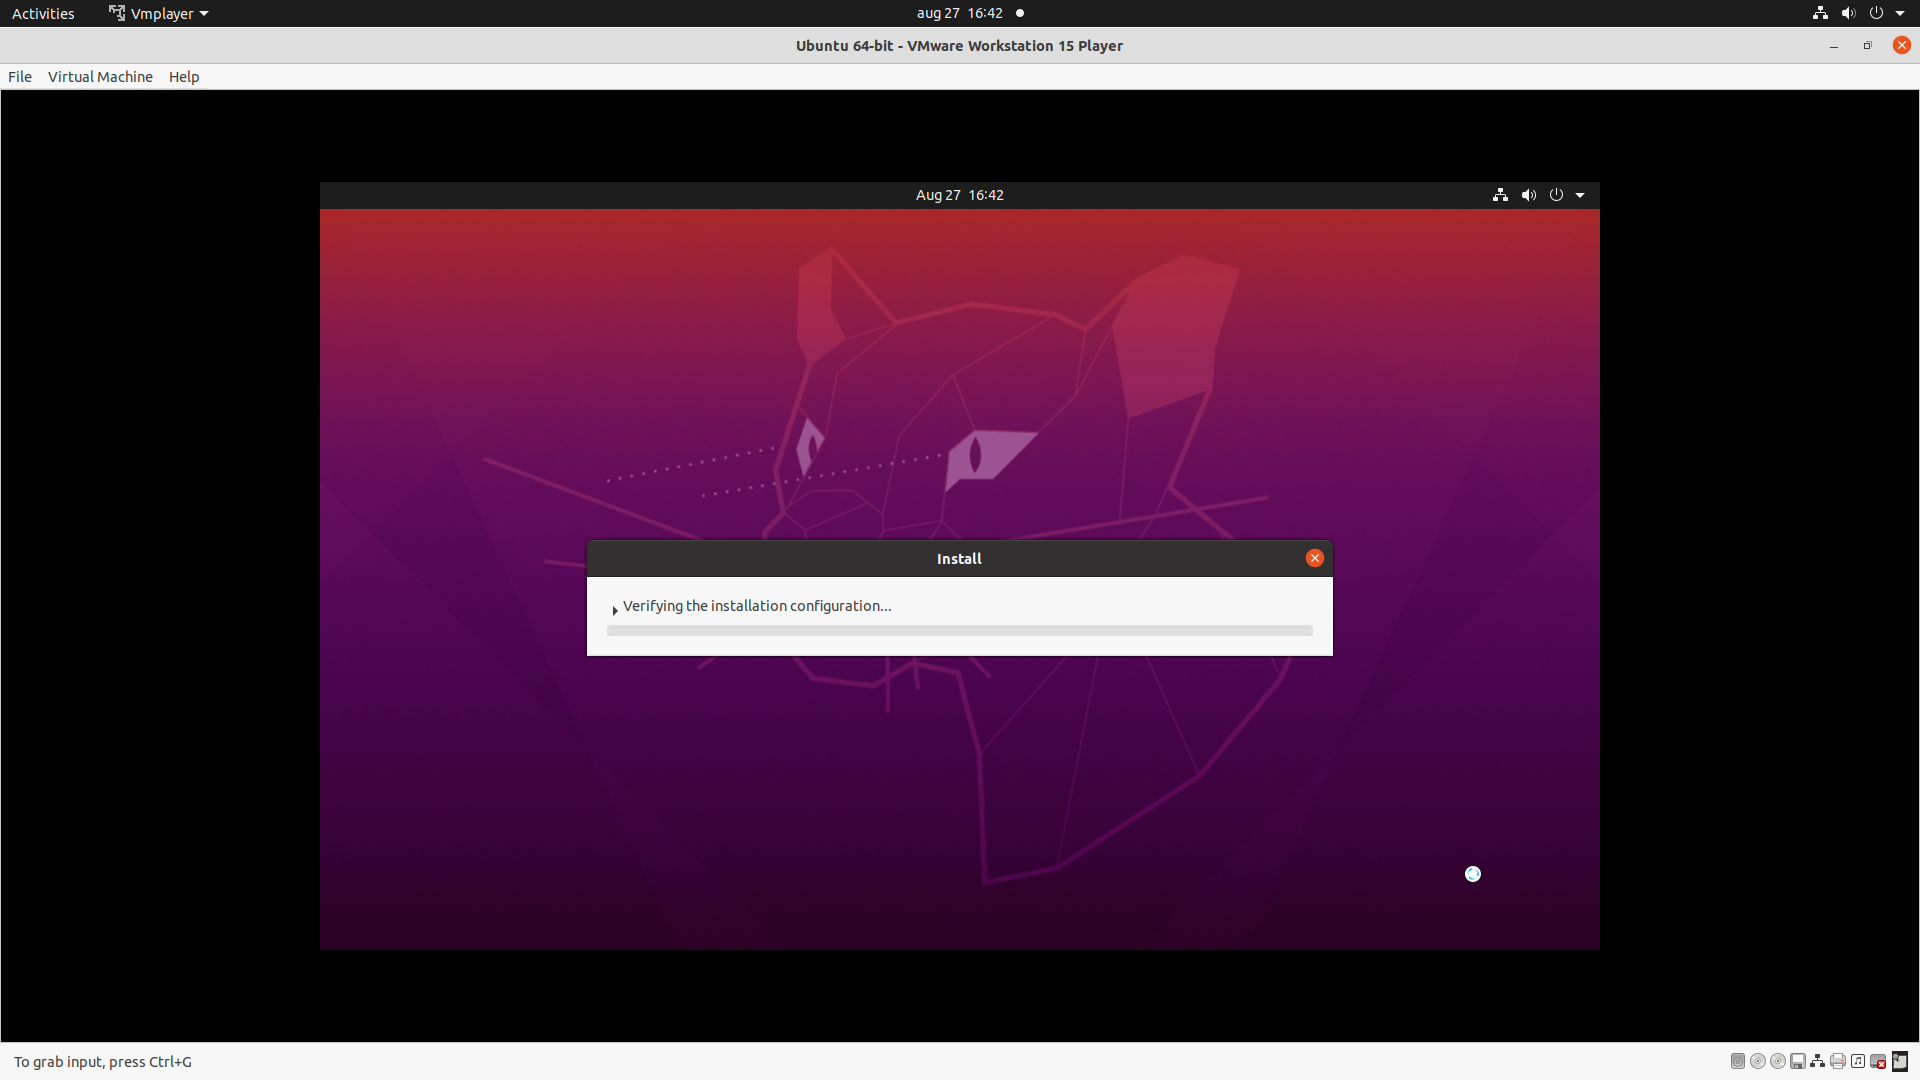 Activities Vmplayer aug 27 16:42
Ubuntu 64-bit - VMware Workstation 15 Player
File Virtual Machine Help
Aug 27 16:42
Install
Verifying the installation configuration...
To grab input, press Ctrl+G